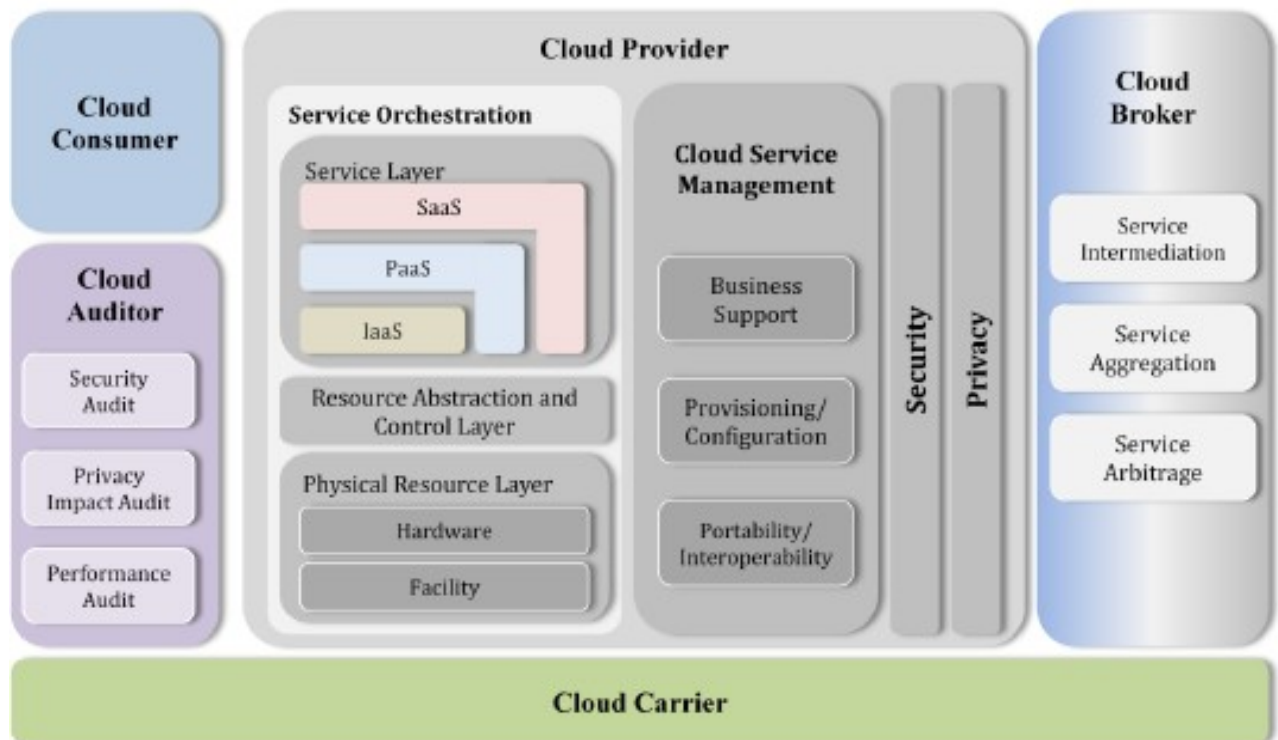 Cloud
Consumer
Cloud
Auditor
Security
Audit
Privacy
Impact Audit
Performance
Audit
Cloud Provider
Service Orchestration
Service Layer
SaaS
PaaS
IaaS
Resource Abstraction and
Control Layer
Physical Resource Layer
Hardware
Facility
Cloud Service
Management
Business
Support
Provisioning/
Configuration
Portability/
Interoperability
Security
Privacy
Cloud
Broker
Service
Intermediation
Service
Aggregation
Service
Arbitrage
Cloud Carrier